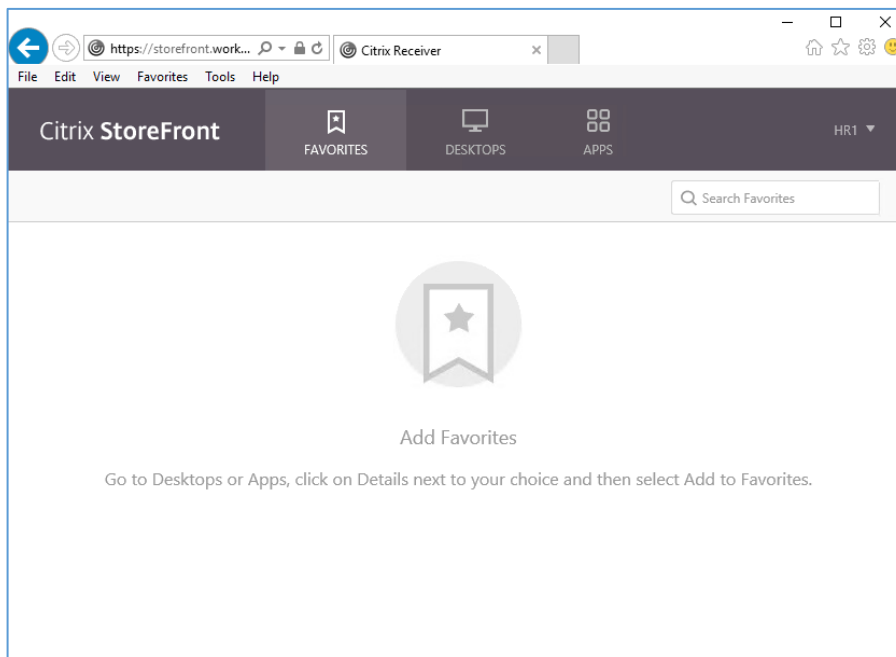 https://storefront.work...
Citrix Receiver
File Edit View Favorites Tools Help
Citrix StoreFront
FAVORITES
DESKTOPS
APPS
HR1
Search Favorites
Add Favorites
Go to Desktops or Apps, click on Details next to your choice and then select Add to Favorites.